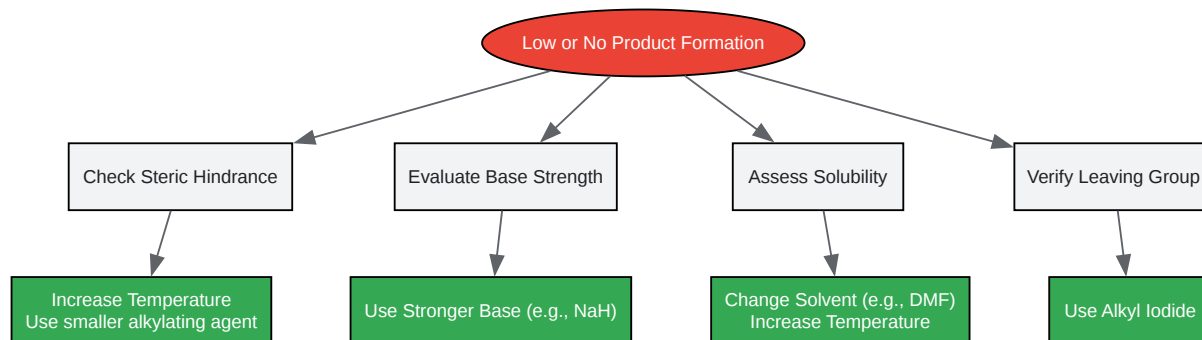 Low or No Product Formation
Check Steric Hindrance
Evaluate Base Strength
Assess Solubility
Verify Leaving Group
Increase Temperature
Use smaller alkylating agent
Use Stronger Base (e.g., NaH)
Change Solvent (e.g., DMF)
Increase Temperature
Use Alkyl Iodide